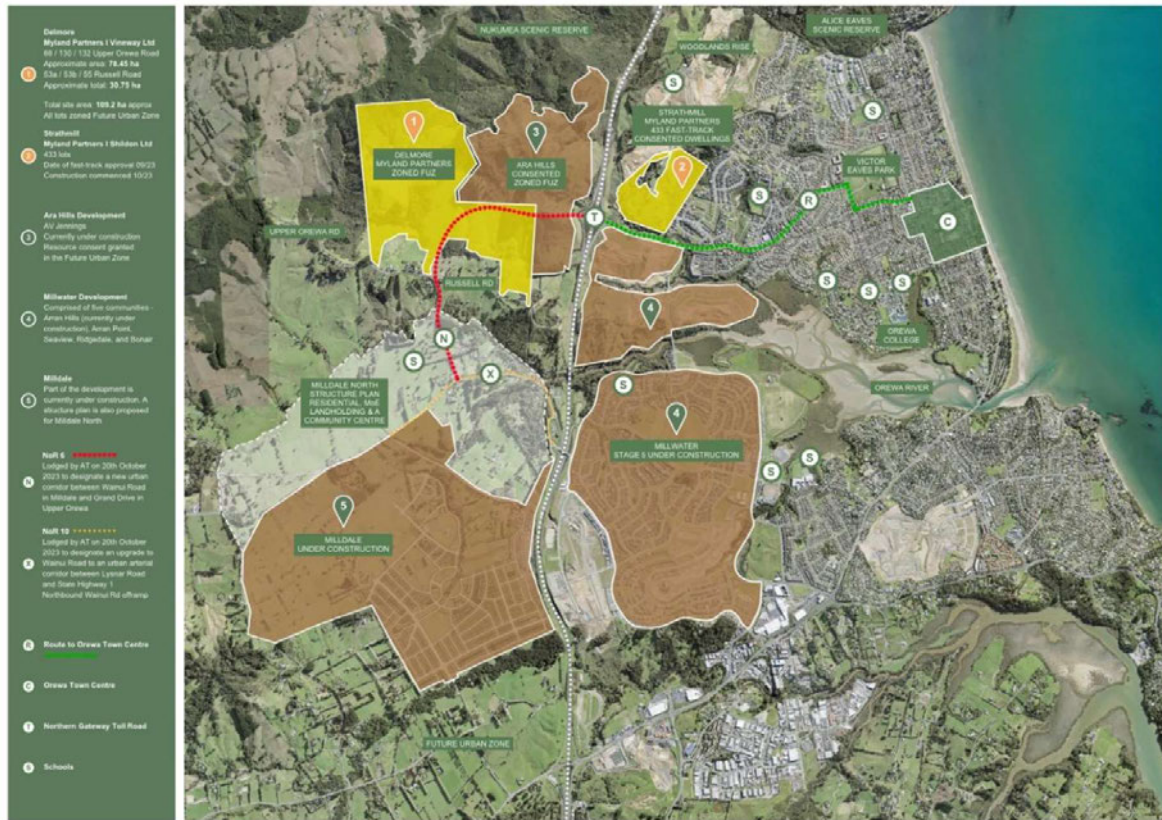 Delmore
Myland Partners I Vineway Ltd
88 / 130 / 132 Upper Orewa Road
Approximate area: 78.45 ha
53a / 53b / 55 Russell Road
Approximate total: 30.75 ha
Total site area: 109.2 ha approx
All lots zoned Future Urban Zone
1
Strathmill
Myland Partners I Shildon Ltd
433 lots
Date of fast-track approval 09/23
Construction commenced 10/23
2
Ara Hills Development
AV Jennings
Currently under construction
Resource consent granted
in the Future Urban Zone
3
Millwater Development
Comprised of five communities -
Arran Hills (currently under
construction), Arran Point,
Seaview, Ridgedale, and Bonair
4
Milldale
Part of the development is
currently under construction. A
structure plan is also proposed
for Milldale North
5
NoR 6
Lodged by AT on 20th October
2023 to designate a new urban
corridor between Wainui Road
in Milldale and Grand Drive in
Upper Orewa
N
NoR 10
Lodged by AT on 20th October
2023 to designate an upgrade to
Wainui Road to an urban arterial
corridor between Lysnar Road
and State Highway 1
Northbound Wainui Rd offramp
X
R Route to Orewa Town Centre
C Orewa Town Centre
T Northern Gateway Toll Road
S Schools
NUKUMEA SCENIC RESERVE
ALICE EAVES
SCENIC RESERVE
WOODLANDS RISE
S
S
1
DELMORE
MYLAND PARTNERS
ZONED FUZ
3
ARA HILLS
CONSENTED
ZONED FUZ
STRATHMILL
MYLAND PARTNERS
433 FAST-TRACK
CONSENTED DWELLINGS
2
VICTOR
EAVES PARK
S
R
T
C
UPPER OREWA RD
RUSSELL RD
S
S
S
4
OREWA
COLLEGE
N
S
X
MILLDALE NORTH
STRUCTURE PLAN
RESIDENTIAL, MoE
LANDHOLDING & A
COMMUNITY CENTRE
S
OREWA RIVER
4
MILLWATER
STAGE 5 UNDER CONSTRUCTION
S
S
5
MILLDALE
UNDER CONSTRUCTION
FUTURE URBAN ZONE